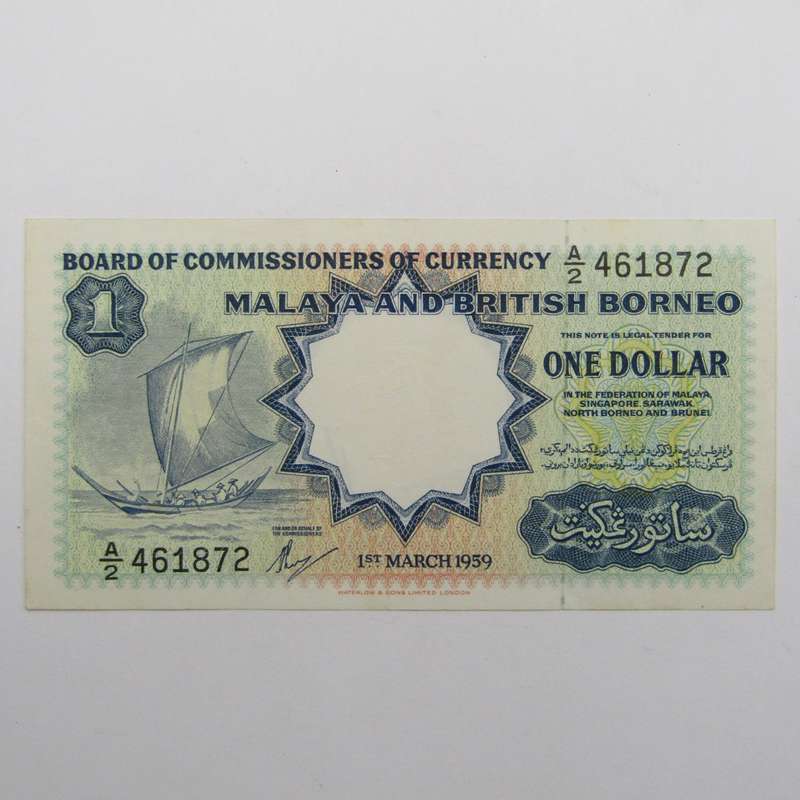 BOARD OF COMMISSIONERS OF CURRENCY A/2 461872
MALAYA AND BRITISH BORNEO
1
THIS NOTE IS LEGAL TENDER FOR
ONE DOLLAR
IN THE FEDERATION OF MALAYA,
SINGAPORE, SARAWAK,
NORTH BORNEO AND BRUNEI
ساتو رڠݢيت
FOR AND ON BEHALF OF
THE COMMISSIONERS
A/2 461872
1ST MARCH 1959
WATERLOW & SONS LIMITED LONDON